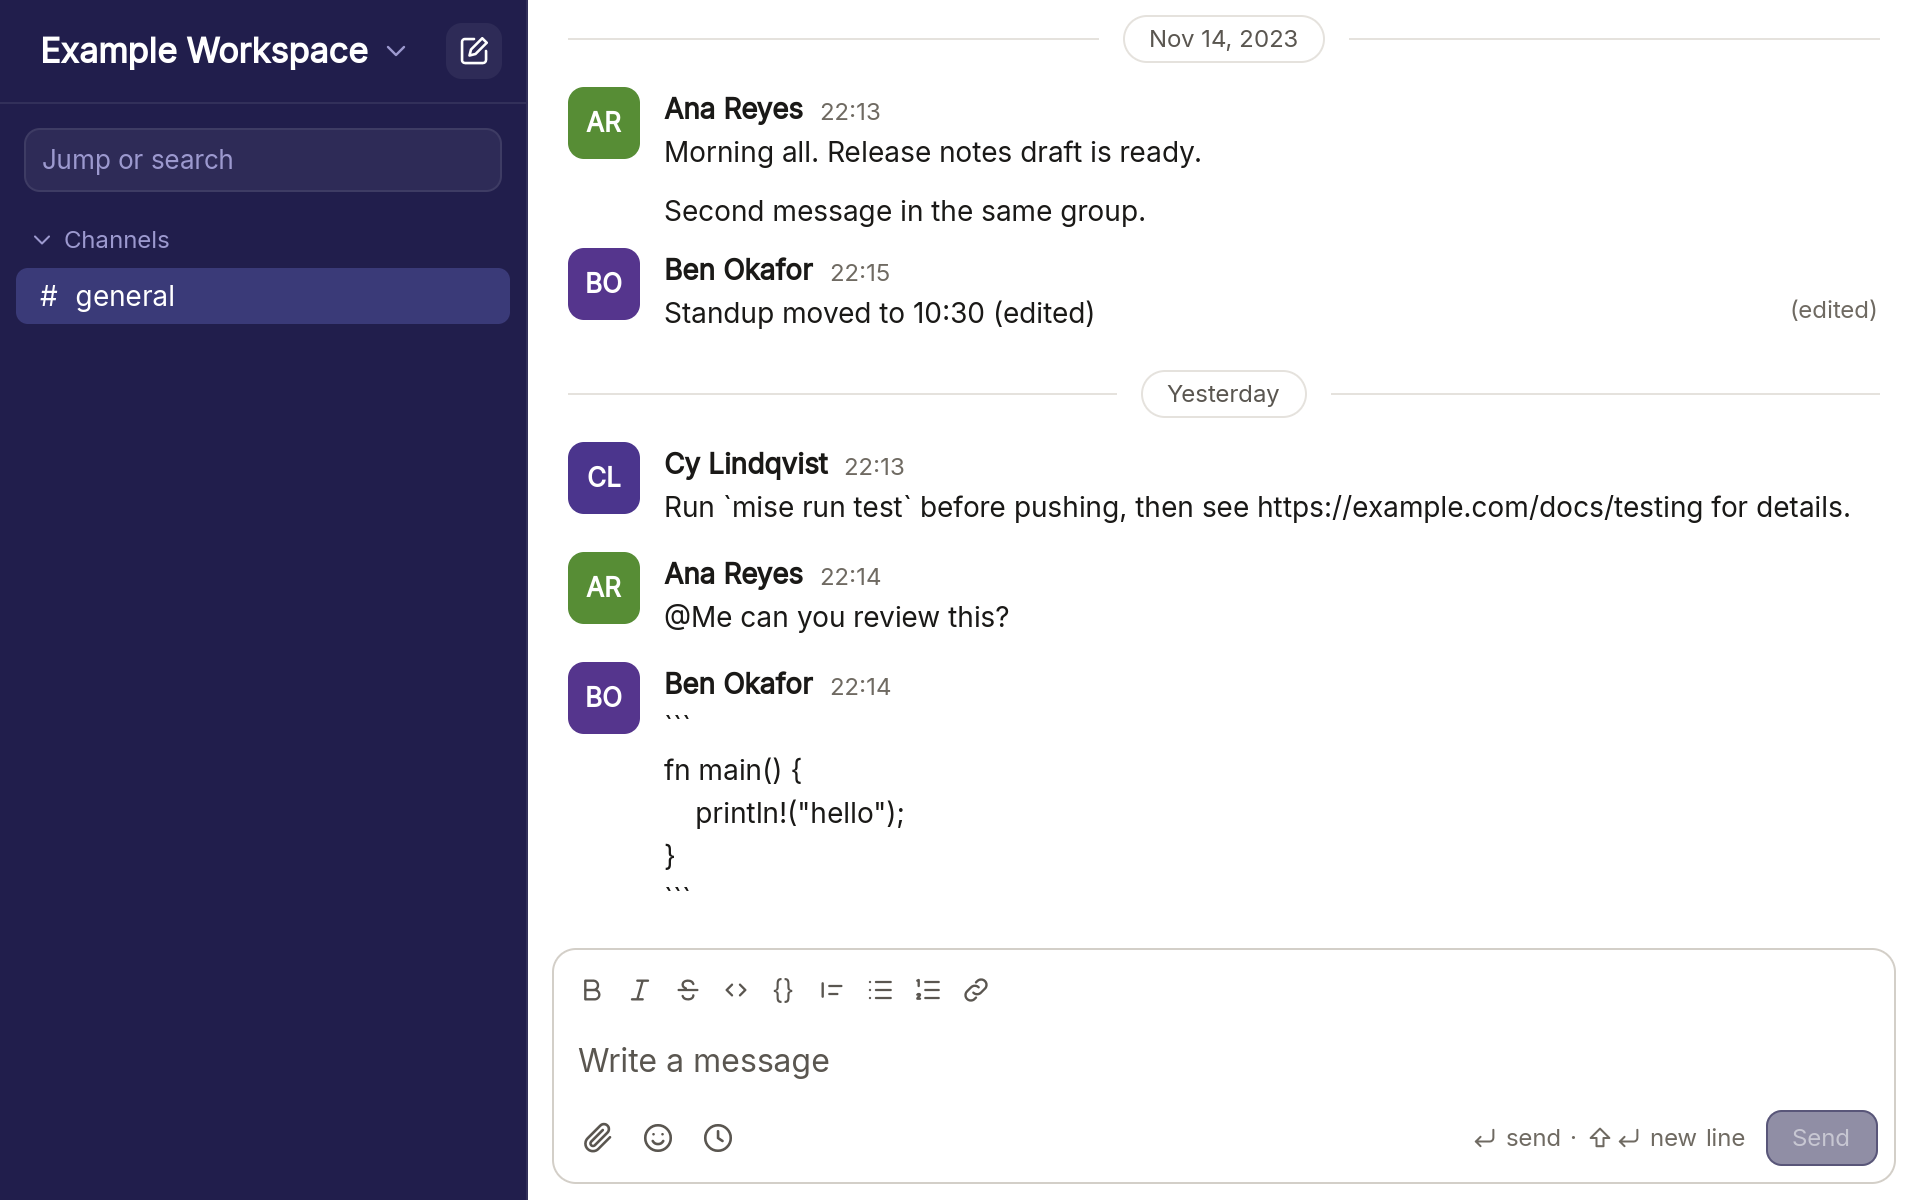 Example Workspace
Jump or search
Channels
# general
Nov 14, 2023
AR
Ana Reyes 22:13
Morning all. Release notes draft is ready.
Second message in the same group.
BO
Ben Okafor 22:15
Standup moved to 10:30 (edited) (edited)
Yesterday
CL
Cy Lindqvist 22:13
Run `mise run test` before pushing, then see https://example.com/docs/testing for details.
AR
Ana Reyes 22:14
@Me can you review this?
BO
Ben Okafor 22:14
```
fn main() {
    println!("hello");
}
```
Write a message
send · new line Send